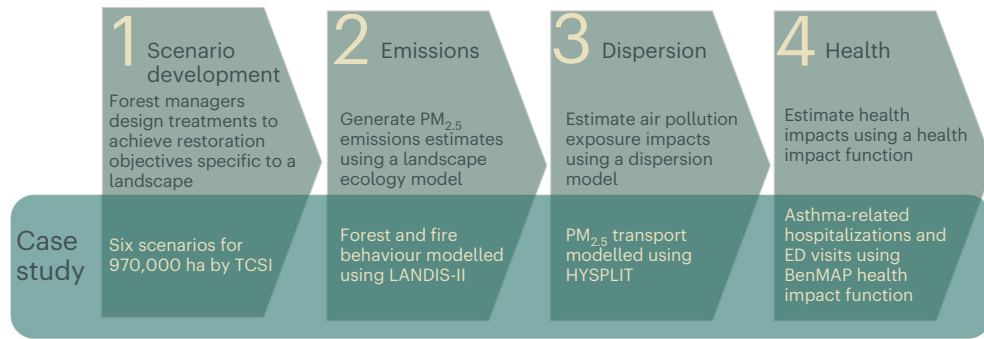 1 Scenario
development
Forest managers
design treatments to
achieve restoration
objectives specific to a
landscape
2 Emissions
Generate PM2.5
emissions estimates
using a landscape
ecology model
3 Dispersion
Estimate air pollution
exposure impacts
using a dispersion
model
4 Health
Estimate health
impacts using a health
impact function
Case
study
Six scenarios for
970,000 ha by TCSI
Forest and fire
behaviour modelled
using LANDIS-II
PM2.5 transport
modelled using
HYSPLIT
Asthma-related
hospitalizations and
ED visits using
BenMAP health
impact function